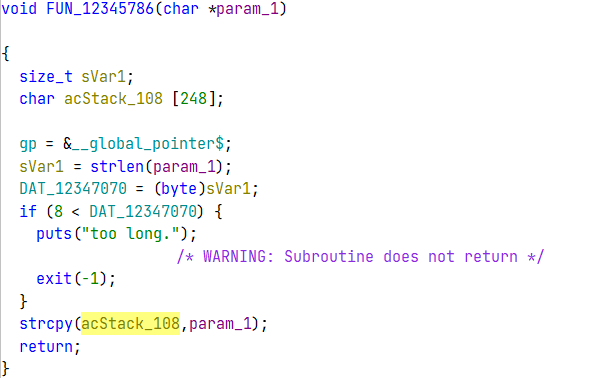 void FUN_12345786(char *param_1)
{
size_t sVar1;
char acStack_108 [248];
gp = &__global_pointer$;
sVar1 = strlen(param_1);
DAT_12347070 = (byte)sVar1;
if (8 < DAT_12347070) {
puts("too long.");
/* WARNING: Subroutine does not return */
exit(-1);
}
strcpy(acStack_108,param_1);
return;
}